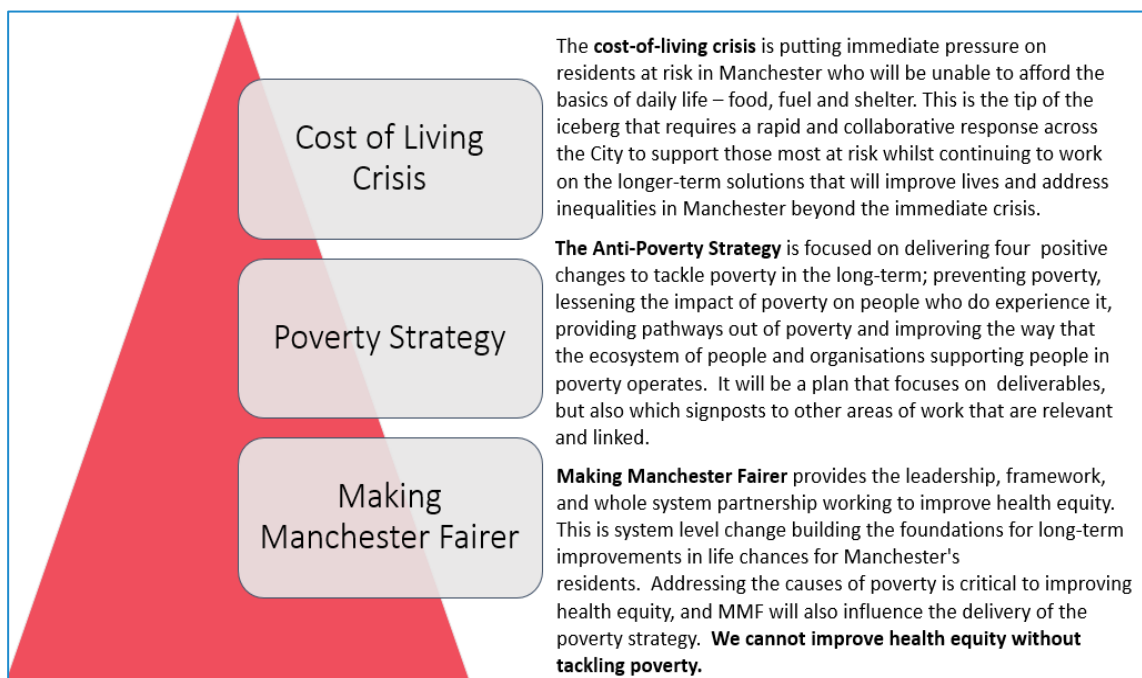 Cost of Living
Crisis
The cost-of-living crisis is putting immediate pressure on
residents at risk in Manchester who will be unable to afford the
basics of daily life – food, fuel and shelter. This is the tip of the
iceberg that requires a rapid and collaborative response across
the City to support those most at risk whilst continuing to work
on the longer-term solutions that will improve lives and address
inequalities in Manchester beyond the immediate crisis.
Poverty Strategy
The Anti-Poverty Strategy is focused on delivering four positive
changes to tackle poverty in the long-term; preventing poverty,
lessening the impact of poverty on people who do experience it,
providing pathways out of poverty and improving the way that
the ecosystem of people and organisations supporting people in
poverty operates. It will be a plan that focuses on deliverables,
but also which signposts to other areas of work that are relevant
and linked.
Making
Manchester Fairer
Making Manchester Fairer provides the leadership, framework,
and whole system partnership working to improve health equity.
This is system level change building the foundations for long-term
improvements in life chances for Manchester's
residents. Addressing the causes of poverty is critical to improving
health equity, and MMF will also influence the delivery of the
poverty strategy. We cannot improve health equity without
tackling poverty.